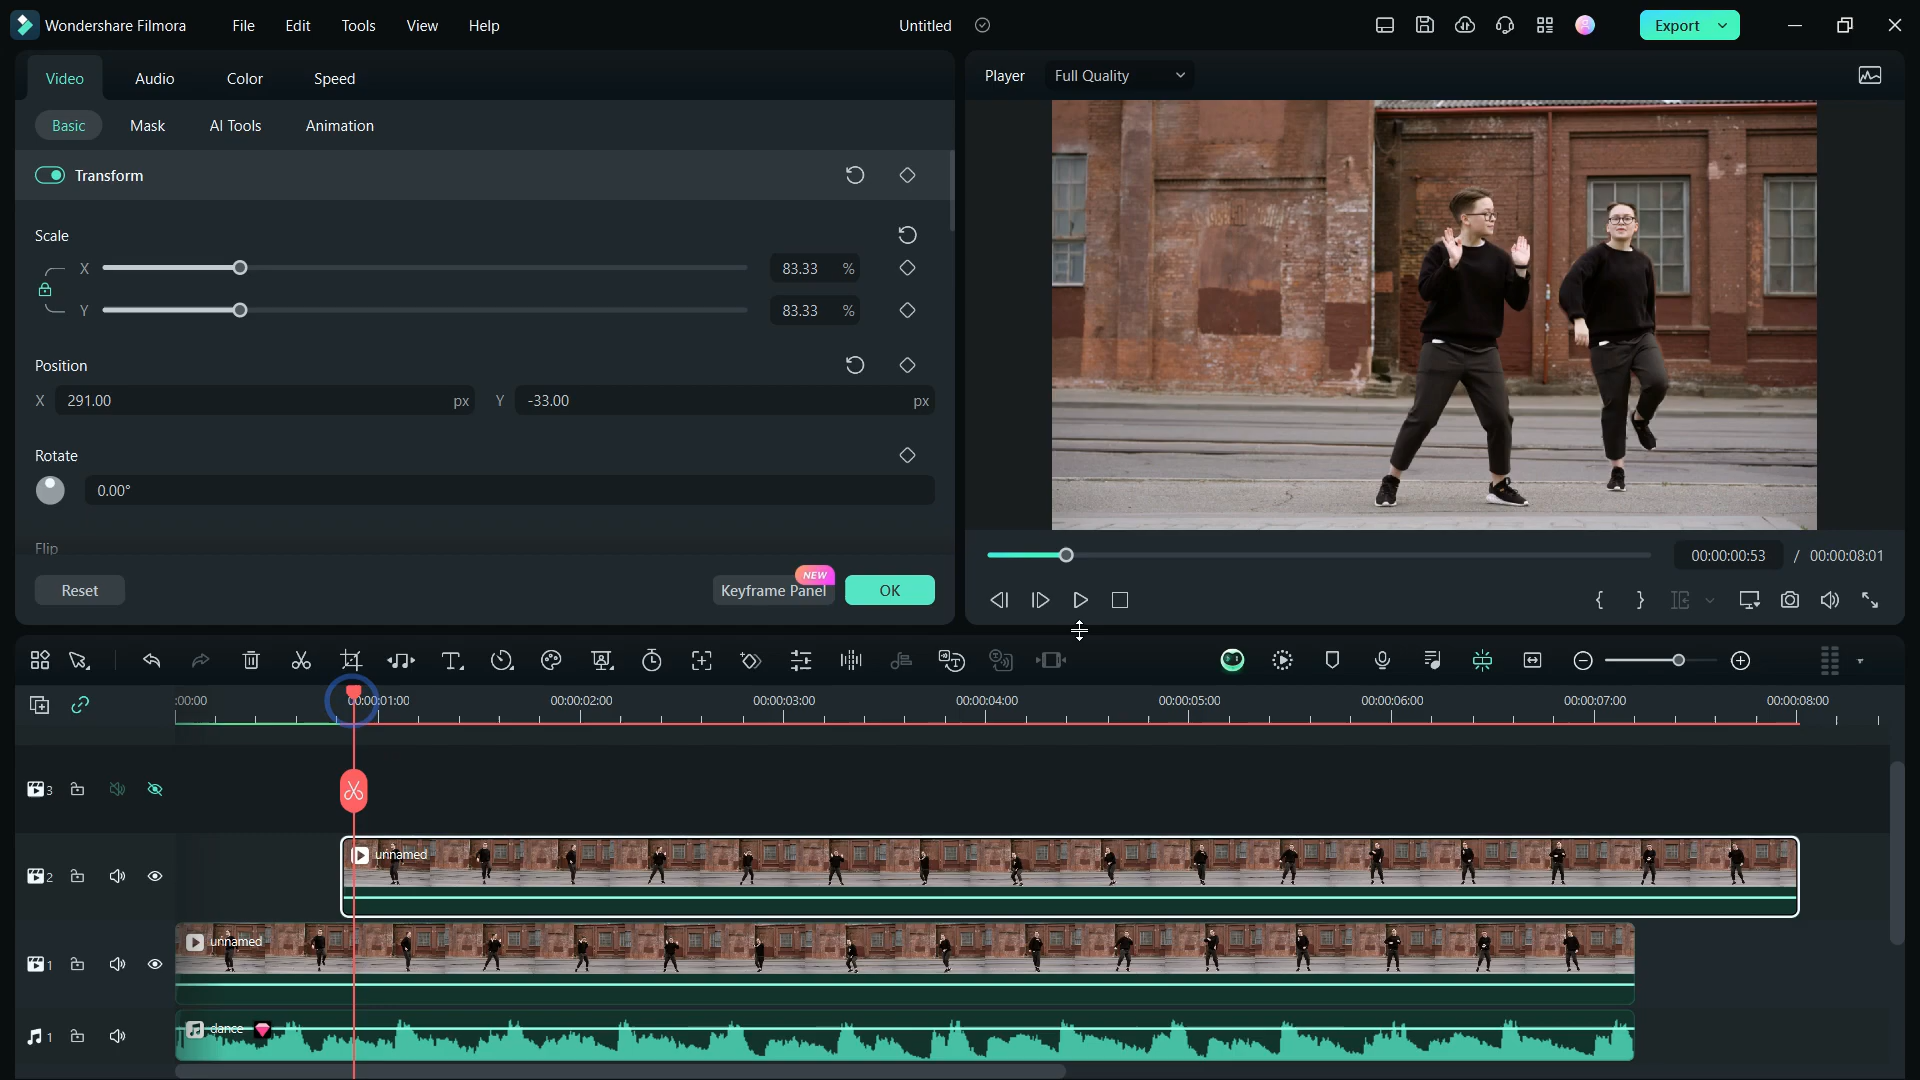 Wondershare Filmora File Edit Tools View Help Untitled Export
Video Audio Color Speed
Player Full Quality
Basic Mask AI Tools Animation
Transform
Scale
X 83.33 %
Y 83.33 %
Position
X 291.00 px Y -33.00 px
Rotate
0.00°
Flip
00:00:00:53 / 00:00:08:01
NEW
Reset Keyframe Panel OK
:00:00 00:00:01:00 00:00:02:00 00:00:03:00 00:00:04:00 00:00:05:00 00:00:06:00 00:00:07:00 00:00:08:00
3
unnamed
2
unnamed
1
dance
1